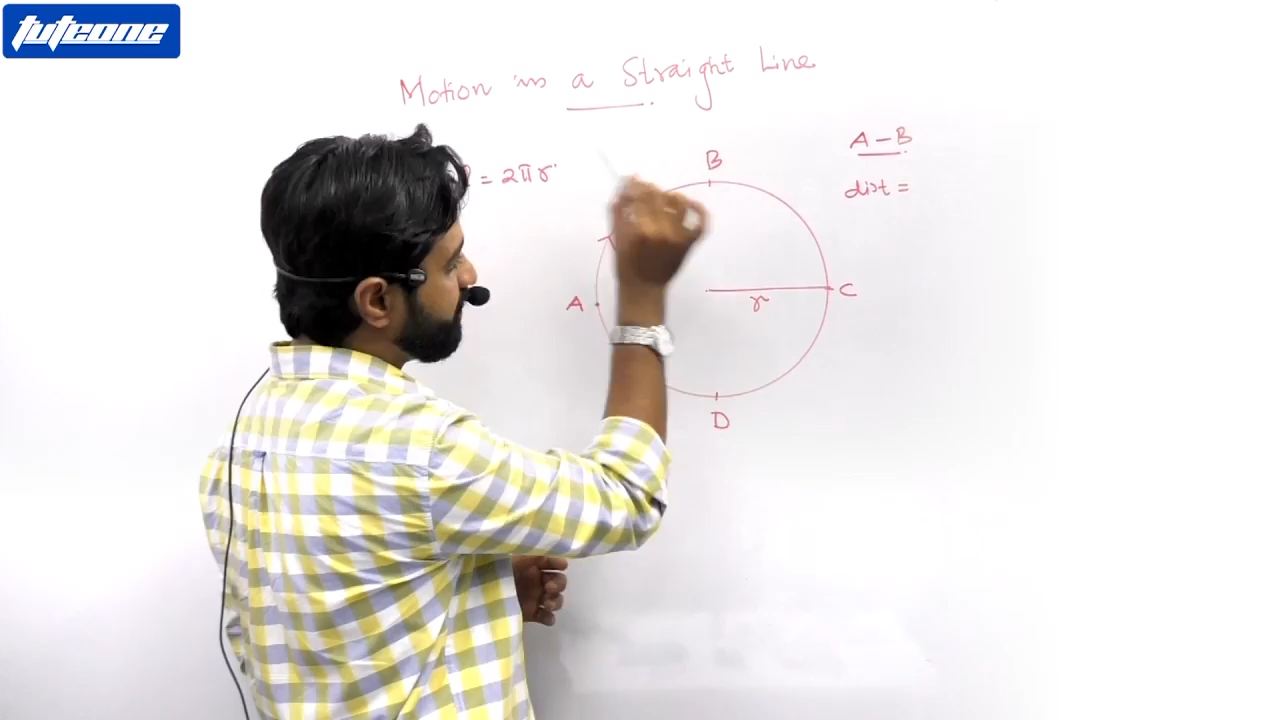 tuteone
Motion in a Straight Line
= 2πr
A - B
dist =
B
A
r
C
D